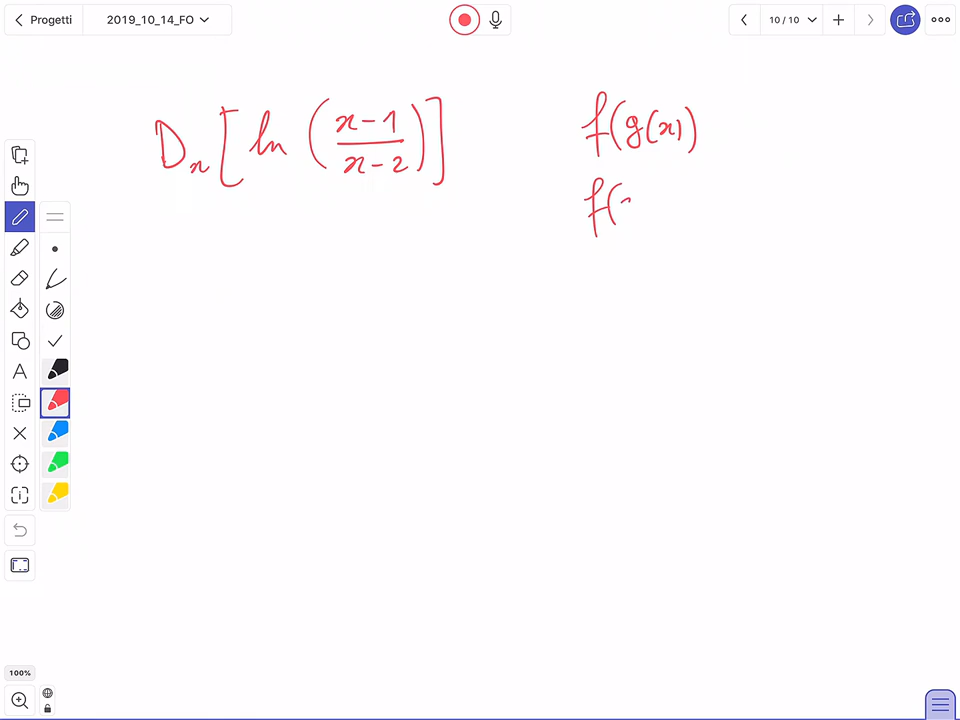 Progetti 2019_10_14_FO 10 / 10
Dₓ[ln((x-1)/(x-2))] f(g(x))
f(
A
100%